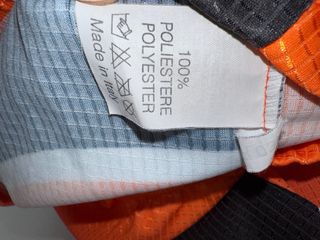 100%
POLIESTERE
POLYESTER
Made in Italy